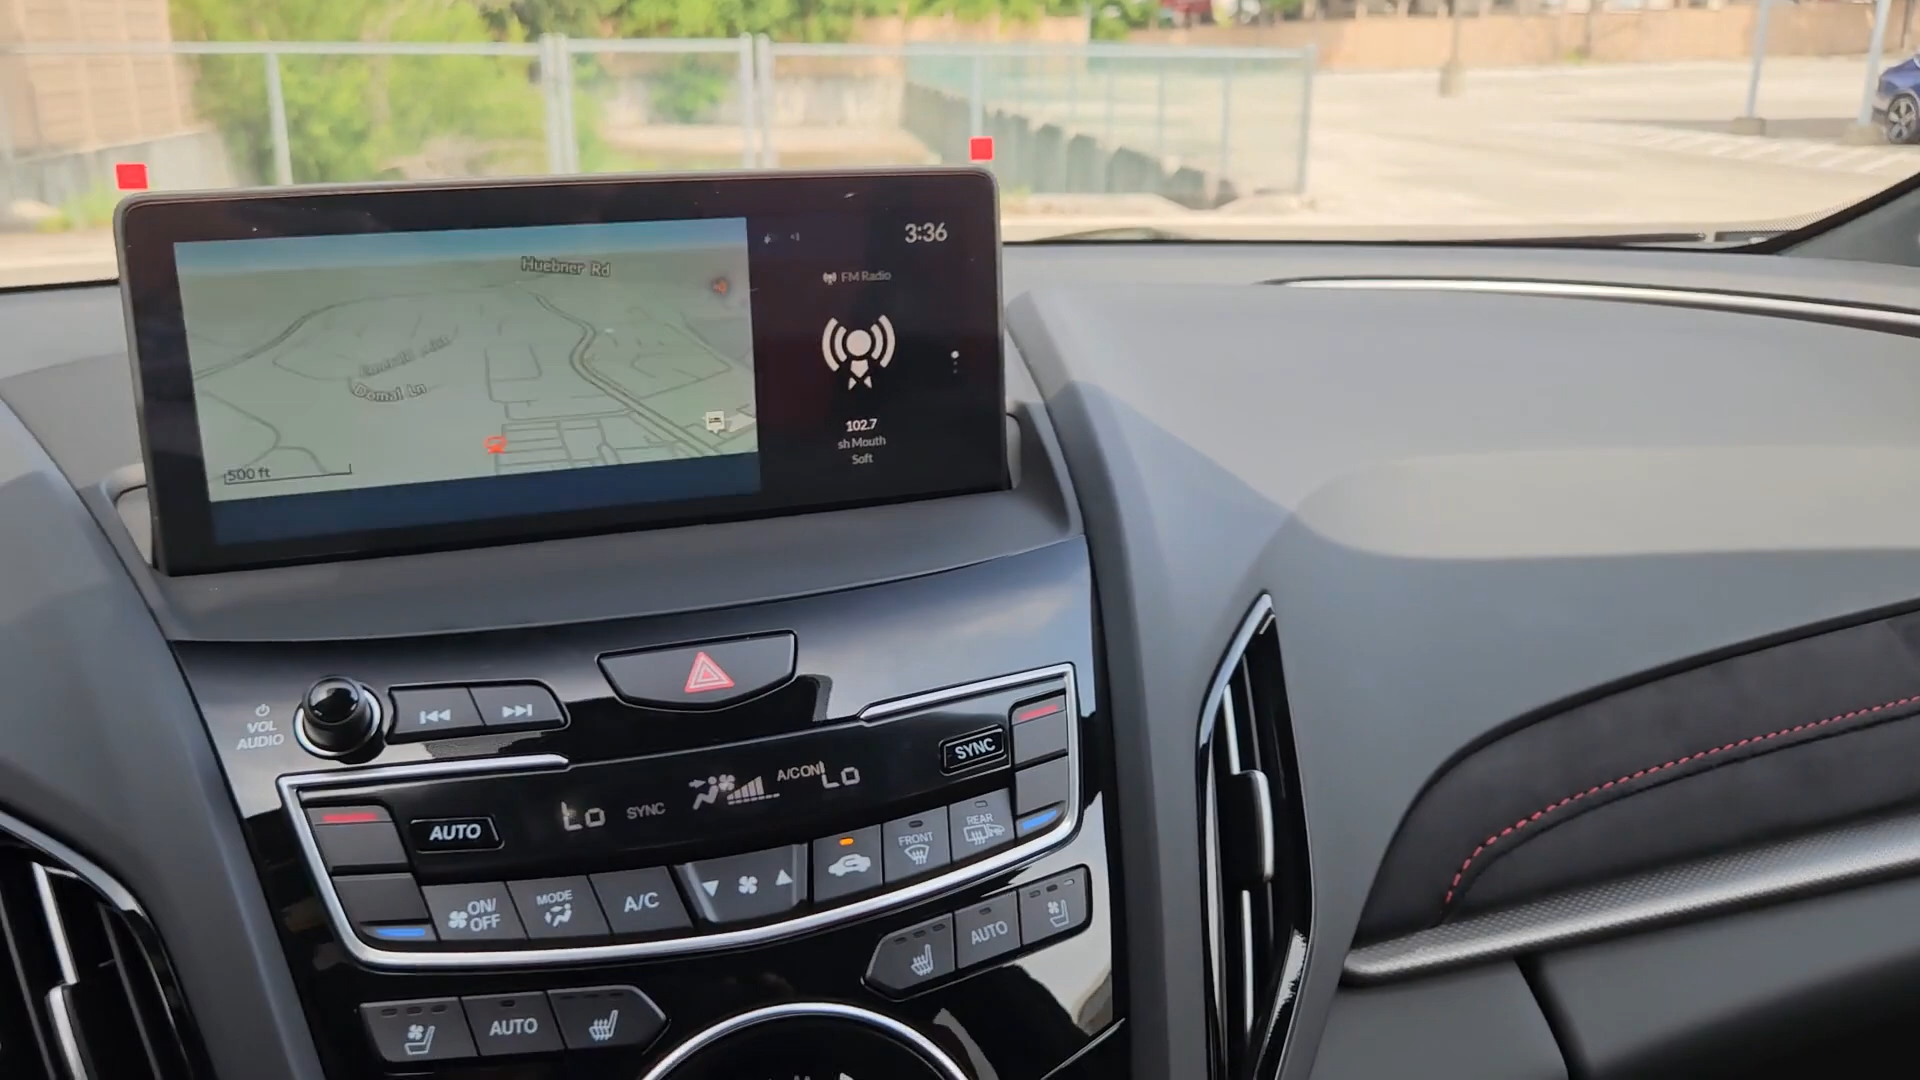 Huebner Rd
Domal Ln
500 ft
3:36
FM Radio
102.7
sh Mouth
Soft
VOL
AUDIO
SYNC
AUTO
Lo
SYNC
A/C ON
Lo
ON/
OFF
MODE
A/C
FRONT
REAR
AUTO
AUTO